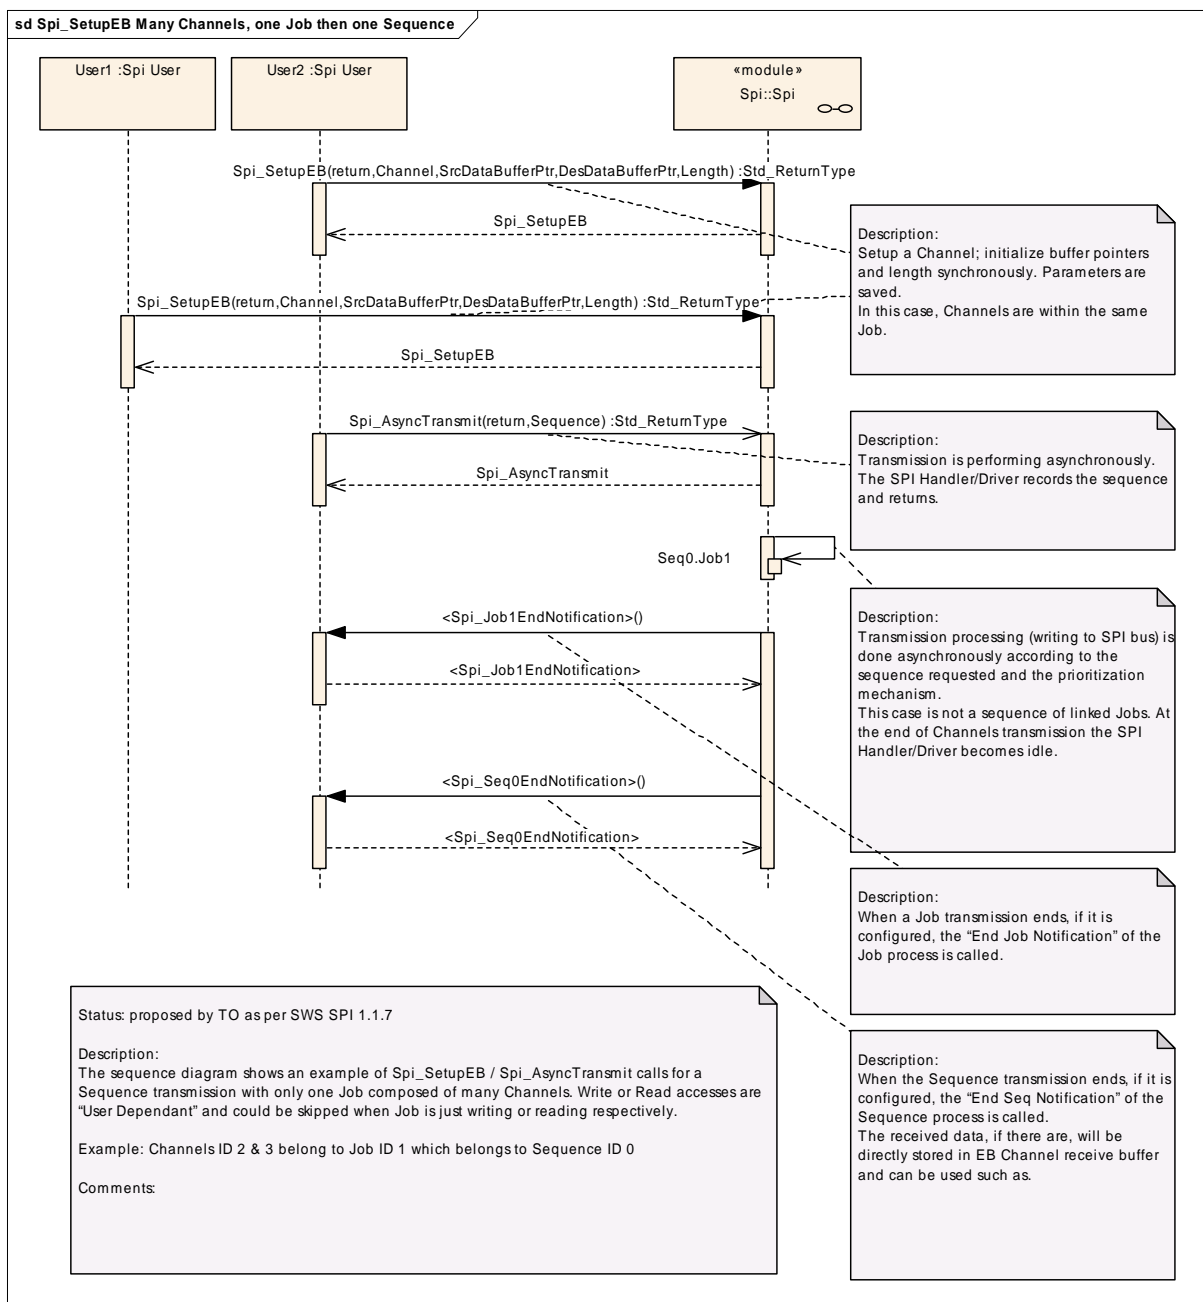 sd Spi_SetupEB Many Channels, one Job then one Sequence
User1 :Spi User
User2 :Spi User
«module»
Spi::Spi
Spi_SetupEB(return,Channel,SrcDataBufferPtr,DesDataBufferPtr,Length) :Std_ReturnType
Spi_SetupEB
Description:
Setup a Channel; initialize buffer pointers
and length synchronously. Parameters are
saved.
In this case, Channels are within the same
Job.
Spi_SetupEB(return,Channel,SrcDataBufferPtr,DesDataBufferPtr,Length) :Std_ReturnType
Spi_SetupEB
Spi_AsyncTransmit(return,Sequence) :Std_ReturnType
Spi_AsyncTransmit
Description:
Transmission is performing asynchronously.
The SPI Handler/Driver records the sequence
and returns.
Seq0.Job1
Description:
Transmission processing (writing to SPI bus) is
done asynchronously according to the
sequence requested and the prioritization
mechanism.
This case is not a sequence of linked Jobs. At
the end of Channels transmission the SPI
Handler/Driver becomes idle.
<Spi_Job1EndNotification>()
<Spi_Job1EndNotification>
<Spi_Seq0EndNotification>()
<Spi_Seq0EndNotification>
Description:
When a Job transmission ends, if it is
configured, the “End Job Notification” of the
Job process is called.
Status: proposed by TO as per SWS SPI 1.1.7
Description:
The sequence diagram shows an example of Spi_SetupEB / Spi_AsyncTransmit calls for a
Sequence transmission with only one Job composed of many Channels. Write or Read accesses are
“User Dependant” and could be skipped when Job is just writing or reading respectively.
Example: Channels ID 2 & 3 belong to Job ID 1 which belongs to Sequence ID 0
Comments:
Description:
When the Sequence transmission ends, if it is
configured, the “End Seq Notification” of the
Sequence process is called.
The received data, if there are, will be
directly stored in EB Channel receive buffer
and can be used such as.